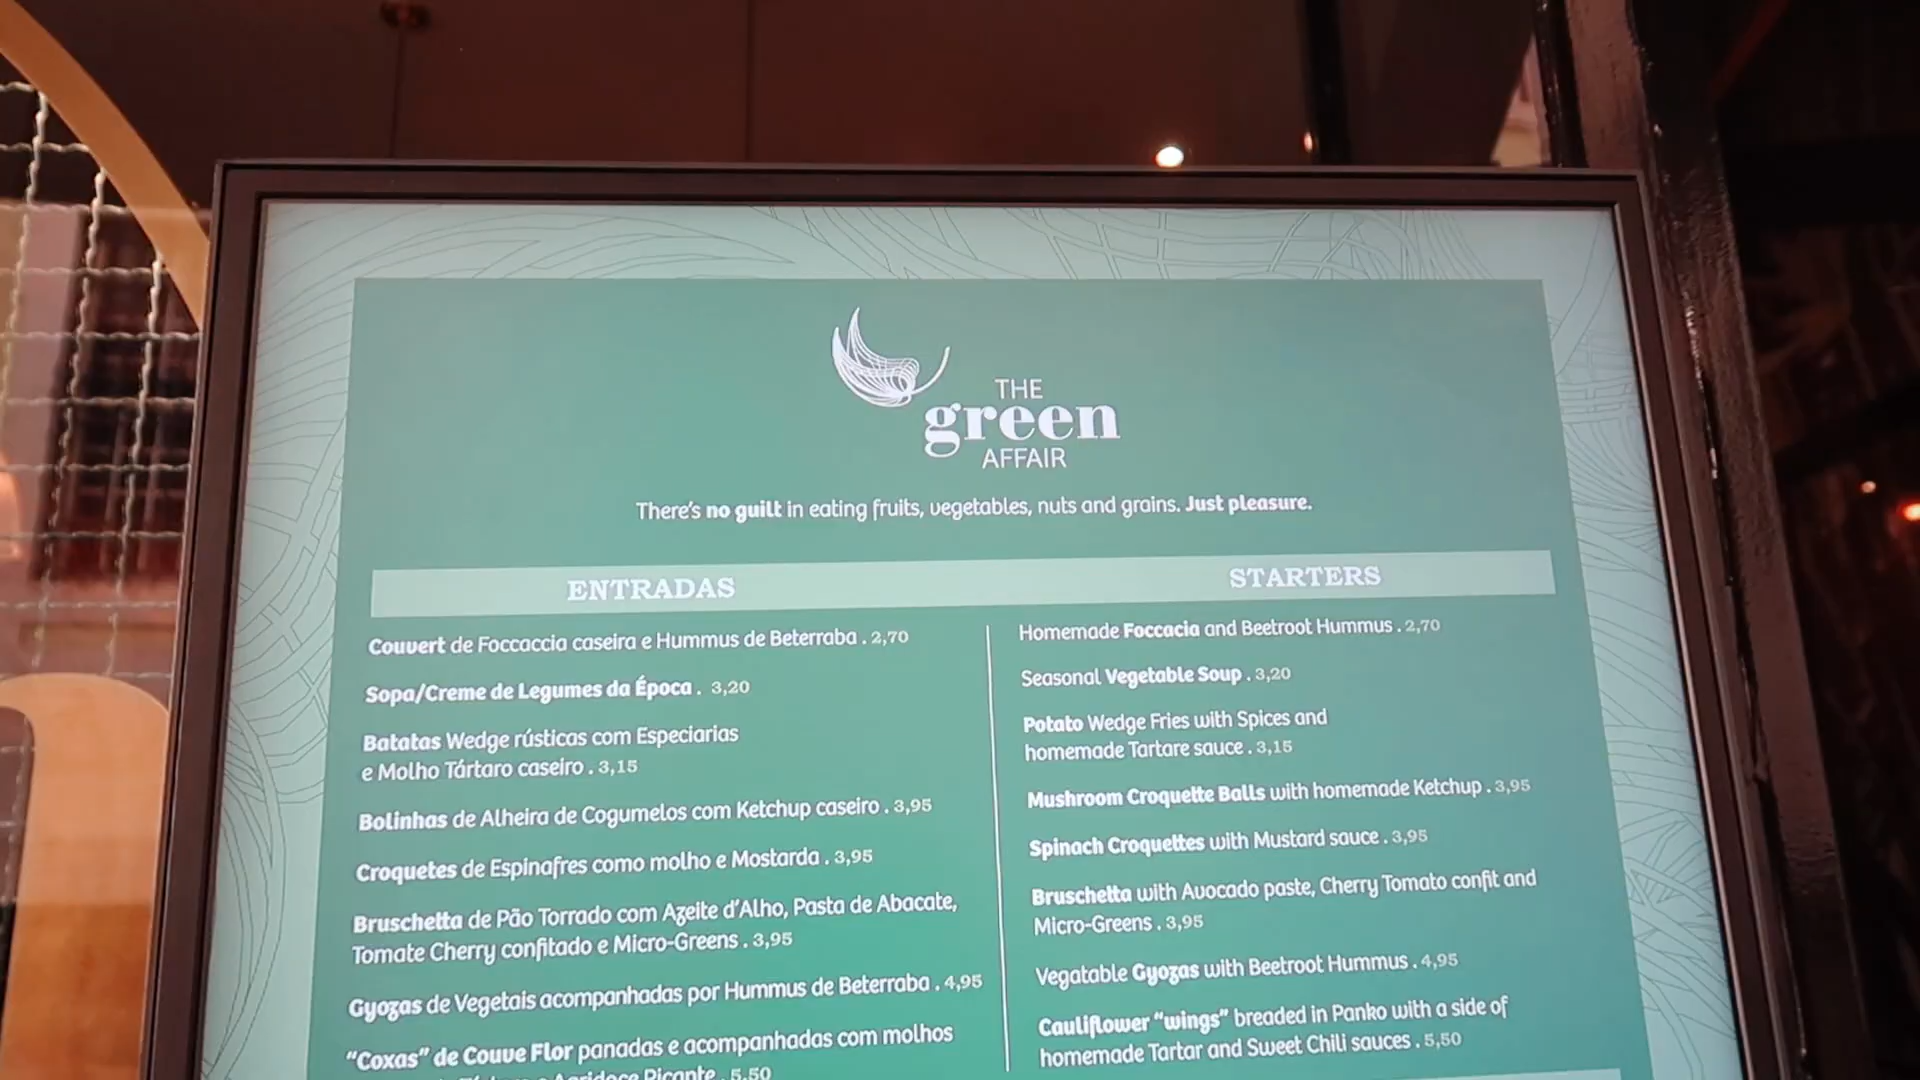 THE
green
AFFAIR
There's no guilt in eating fruits, vegetables, nuts and grains. Just pleasure.
ENTRADAS
Couvert de Foccaccia caseira e Hummus de Beterraba . 2,70
Sopa/Creme de Legumes da Época . 3,20
Batatas Wedge rústicas com Especiarias
e Molho Tártaro caseiro . 3,15
Bolinhas de Alheira de Cogumelos com Ketchup caseiro . 3,95
Croquetes de Espinafres como molho e Mostarda . 3,95
Bruschetta de Pão Torrado com Azeite d'Alho, Pasta de Abacate,
Tomate Cherry confitado e Micro-Greens . 3,95
Gyozas de Vegetais acompanhadas por Hummus de Beterraba . 4,95
"Coxas" de Couve Flor panadas e acompanhadas com molhos
Picante . 5,50
STARTERS
Homemade Foccacia and Beetroot Hummus . 2,70
Seasonal Vegetable Soup . 3,20
Potato Wedge Fries with Spices and
homemade Tartare sauce . 3,15
Mushroom Croquette Balls with homemade Ketchup . 3,95
Spinach Croquettes with Mustard sauce . 3,95
Bruschetta with Avocado paste, Cherry Tomato confit and
Micro-Greens . 3,95
Vegatable Gyozas with Beetroot Hummus . 4,95
Cauliflower "wings" breaded in Panko with a side of
homemade Tartar and Sweet Chili sauces . 5,50